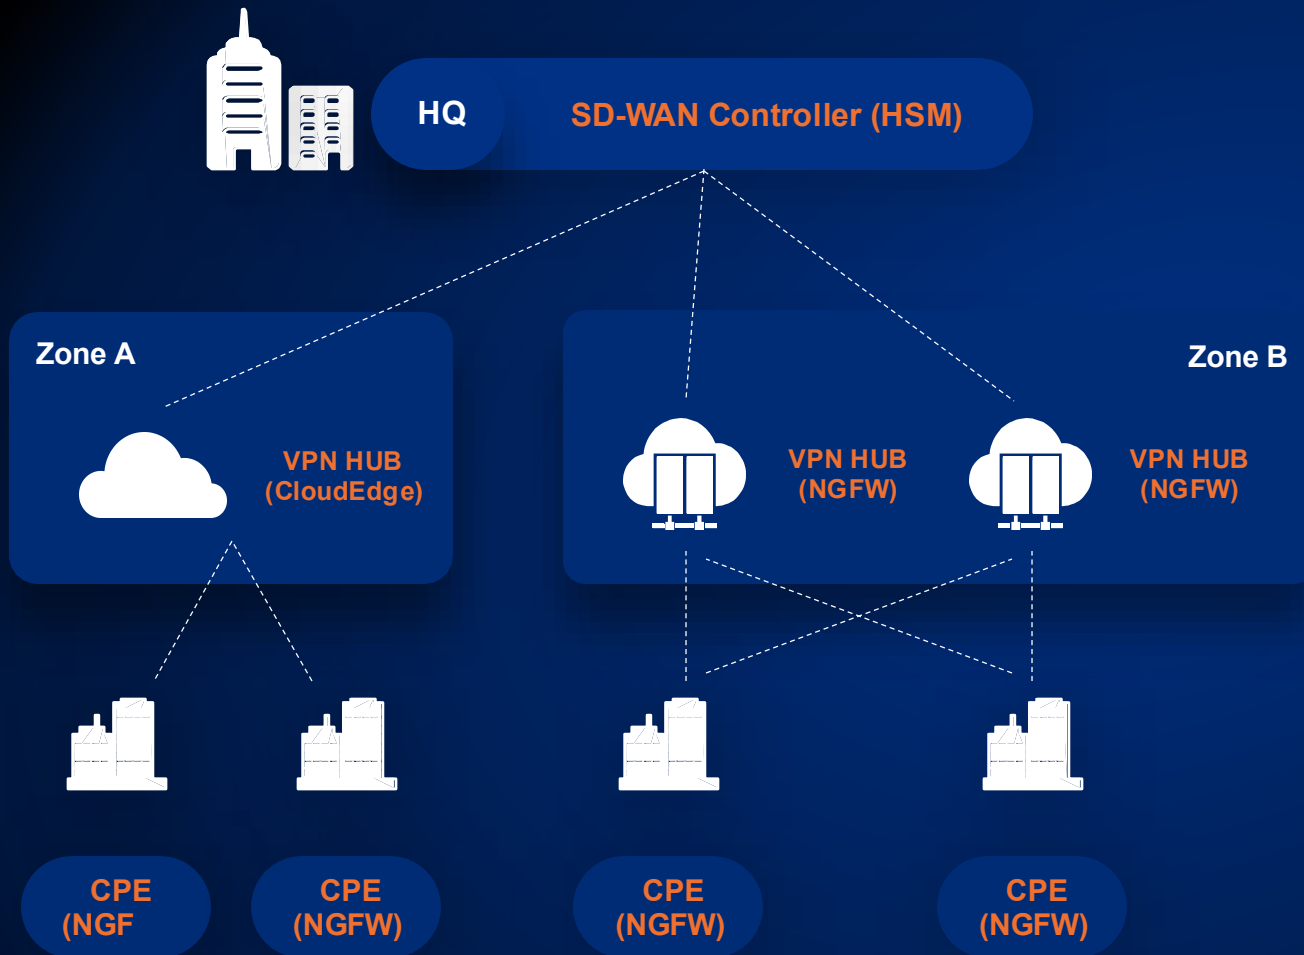 HQ
SD-WAN Controller (HSM)
Zone A
Zone B
VPN HUB
(CloudEdge)
VPN HUB
(NGFW)
VPN HUB
(NGFW)
CPE
(NGF
CPE
(NGFW)
CPE
(NGFW)
CPE
(NGFW)